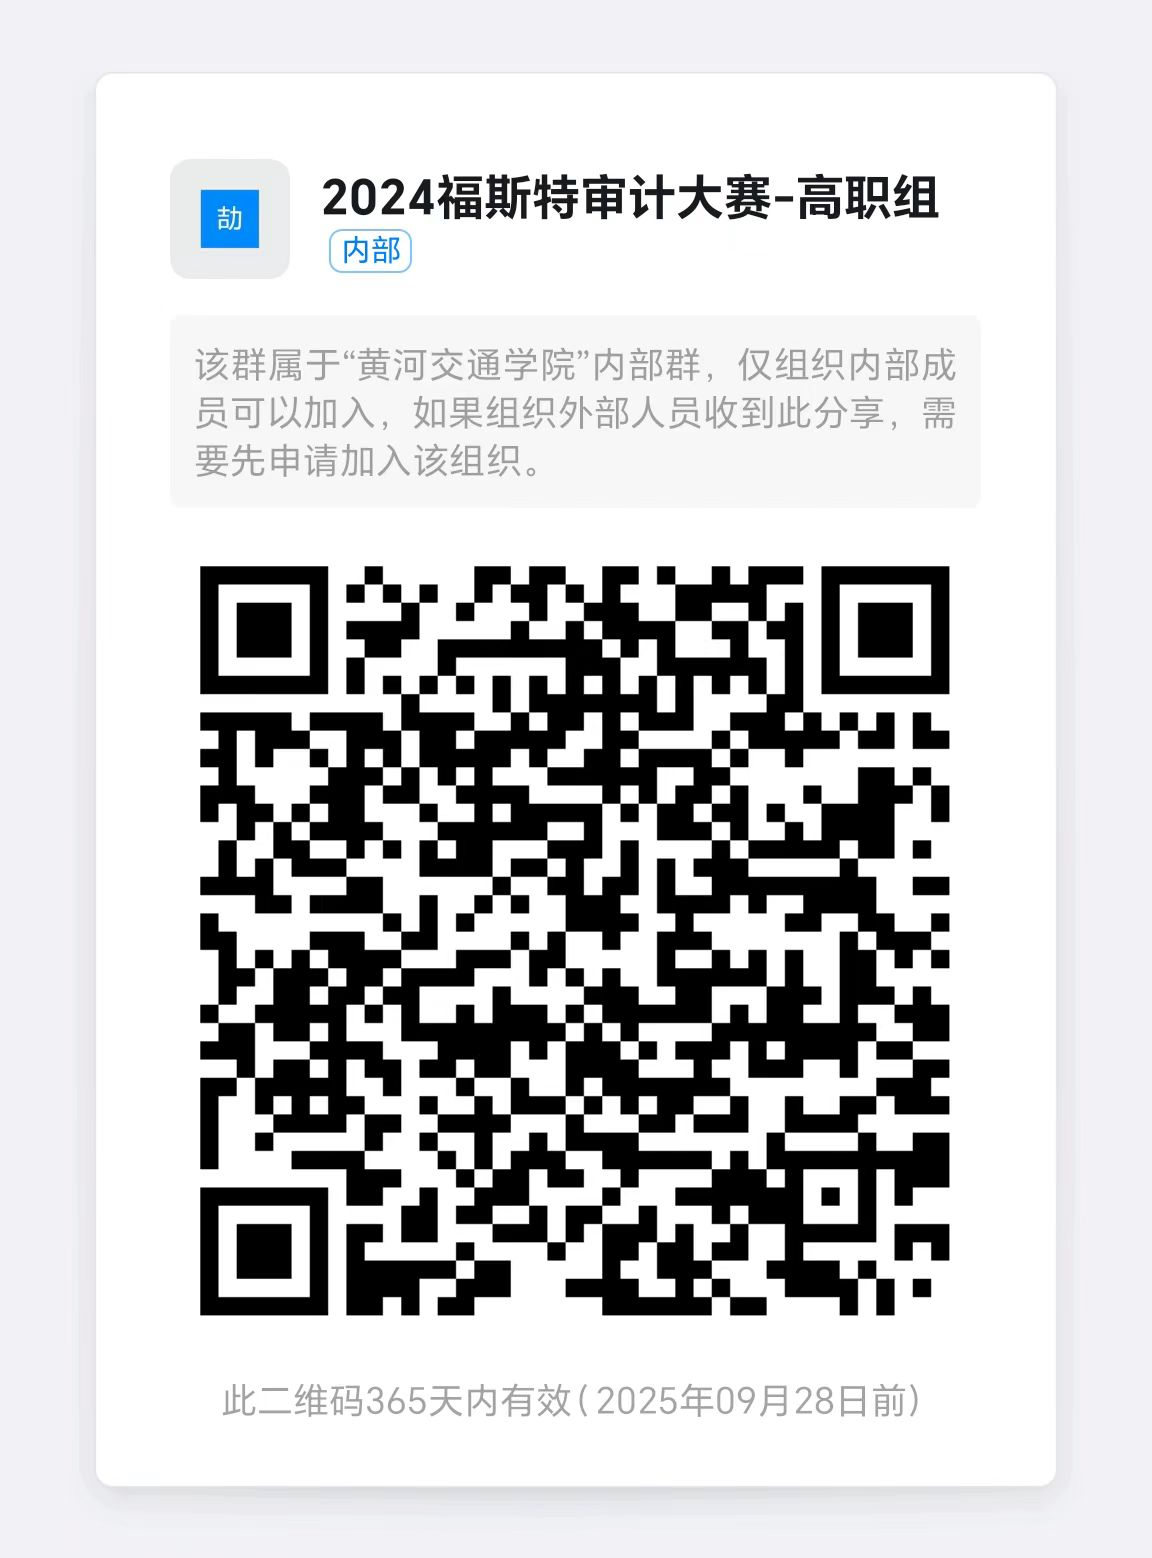 劼
2024福斯特审计大赛-高职组
内部
该群属于“黄河交通学院”内部群，仅组织内部成
员可以加入，如果组织外部人员收到此分享，需
要先申请加入该组织。
此二维码365天内有效(2025年09月28日前)